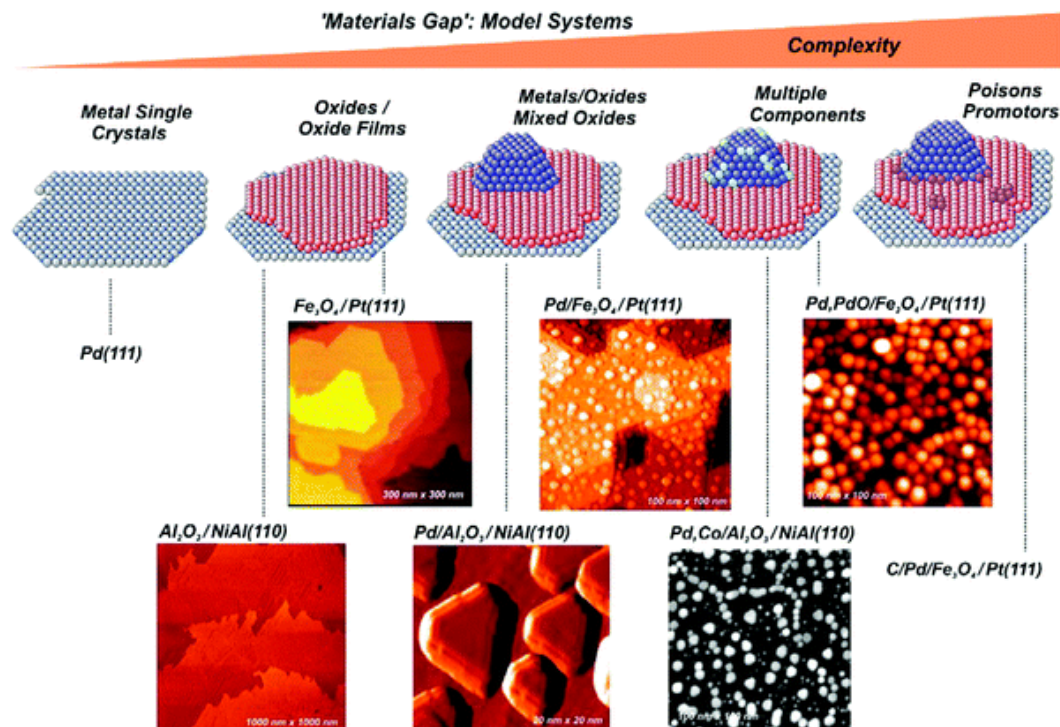 'Materials Gap': Model Systems
Complexity
Metal Single
Crystals
Oxides /
Oxide Films
Metals/Oxides
Mixed Oxides
Multiple
Components
Poisons
Promotors
Pd(111)
Fe₃O₄/Pt(111)
Pd/Fe₃O₄/Pt(111)
Pd,PdO/Fe₃O₄/Pt(111)
300 nm x 300 nm
100 nm x 100 nm
100 nm x 100 nm
Al₂O₃/NiAl(110)
Pd/Al₂O₃/NiAl(110)
Pd,Co/Al₂O₃/NiAl(110)
C/Pd/Fe₃O₄/Pt(111)
1000 nm x 1000 nm
20 nm x 20 nm